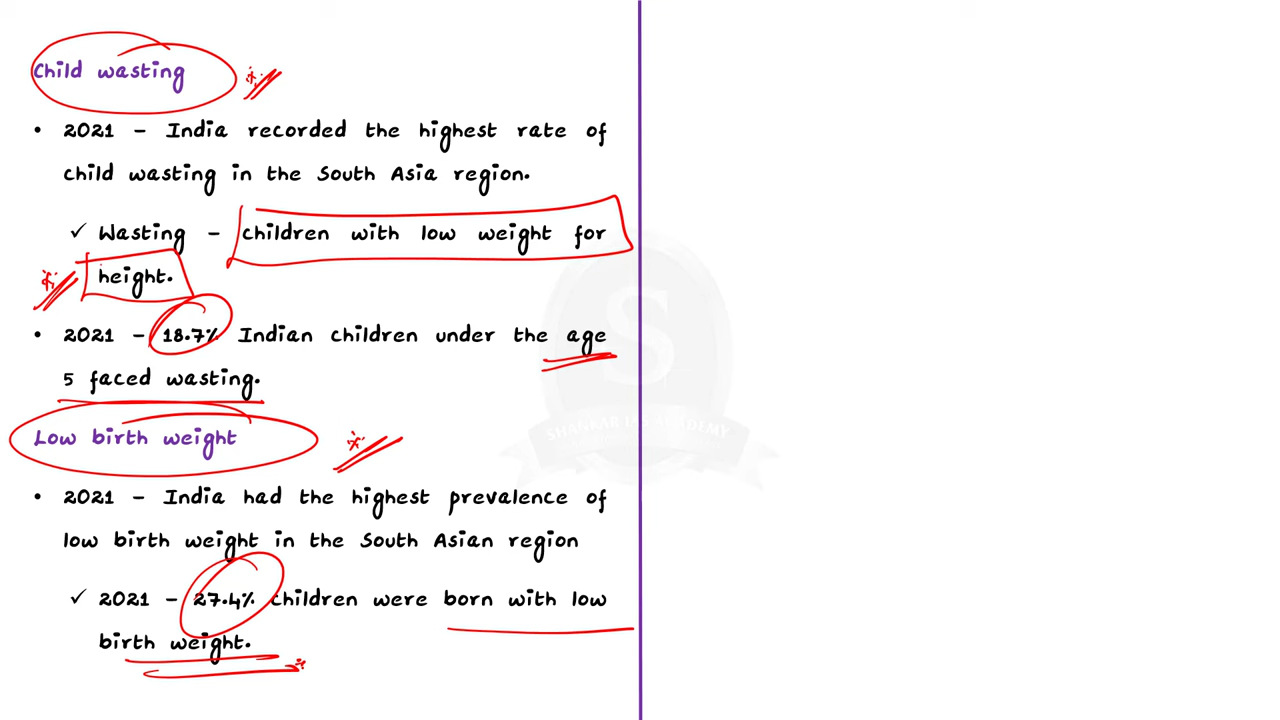 Child wasting
• 2021 – India recorded the highest rate of
child wasting in the South Asia region.
✓ Wasting – children with low weight for
height.
• 2021 – 18.7% Indian children under the age
5 faced wasting.
Low birth weight
• 2021 – India had the highest prevalence of
low birth weight in the South Asian region
✓ 2021 – 27.4% children were born with low
birth weight.
SHANKAR IAS ACADEMY